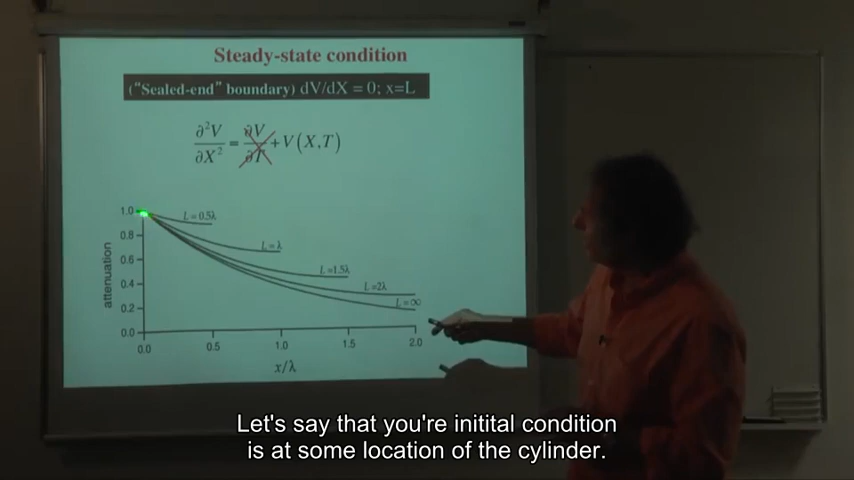 Steady-state condition
("Sealed-end" boundary) dV/dX = 0; x=L
∂²V/∂X² = ∂V/∂T + V(X,T)
1.0
L=0.5λ
0.8
L=λ
0.6
L=1.5λ
0.4
L=2λ
L=∞
0.2
0.0
attenuation
0.0 0.5 1.0 1.5 2.0
x/λ
Let's say that you're initital condition
is at some location of the cylinder.